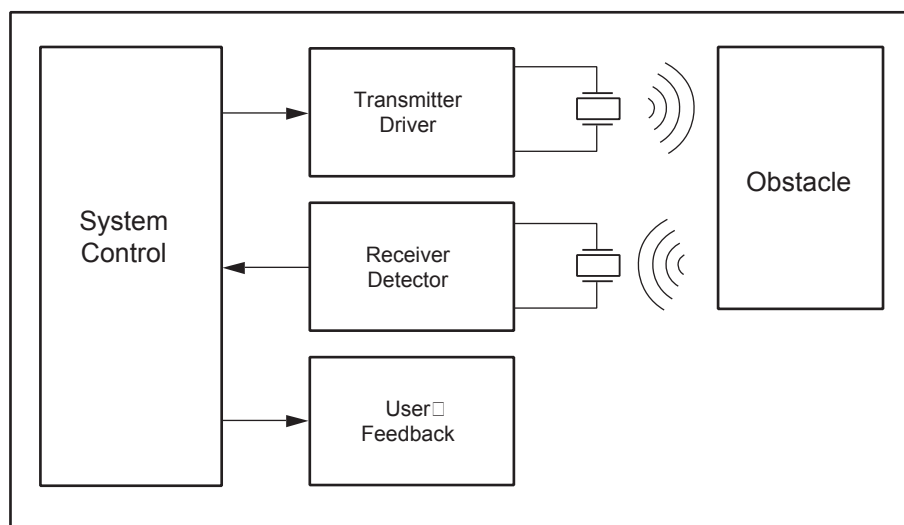 System
Control
Transmitter
Driver
Receiver
Detector
User□
Feedback
Obstacle